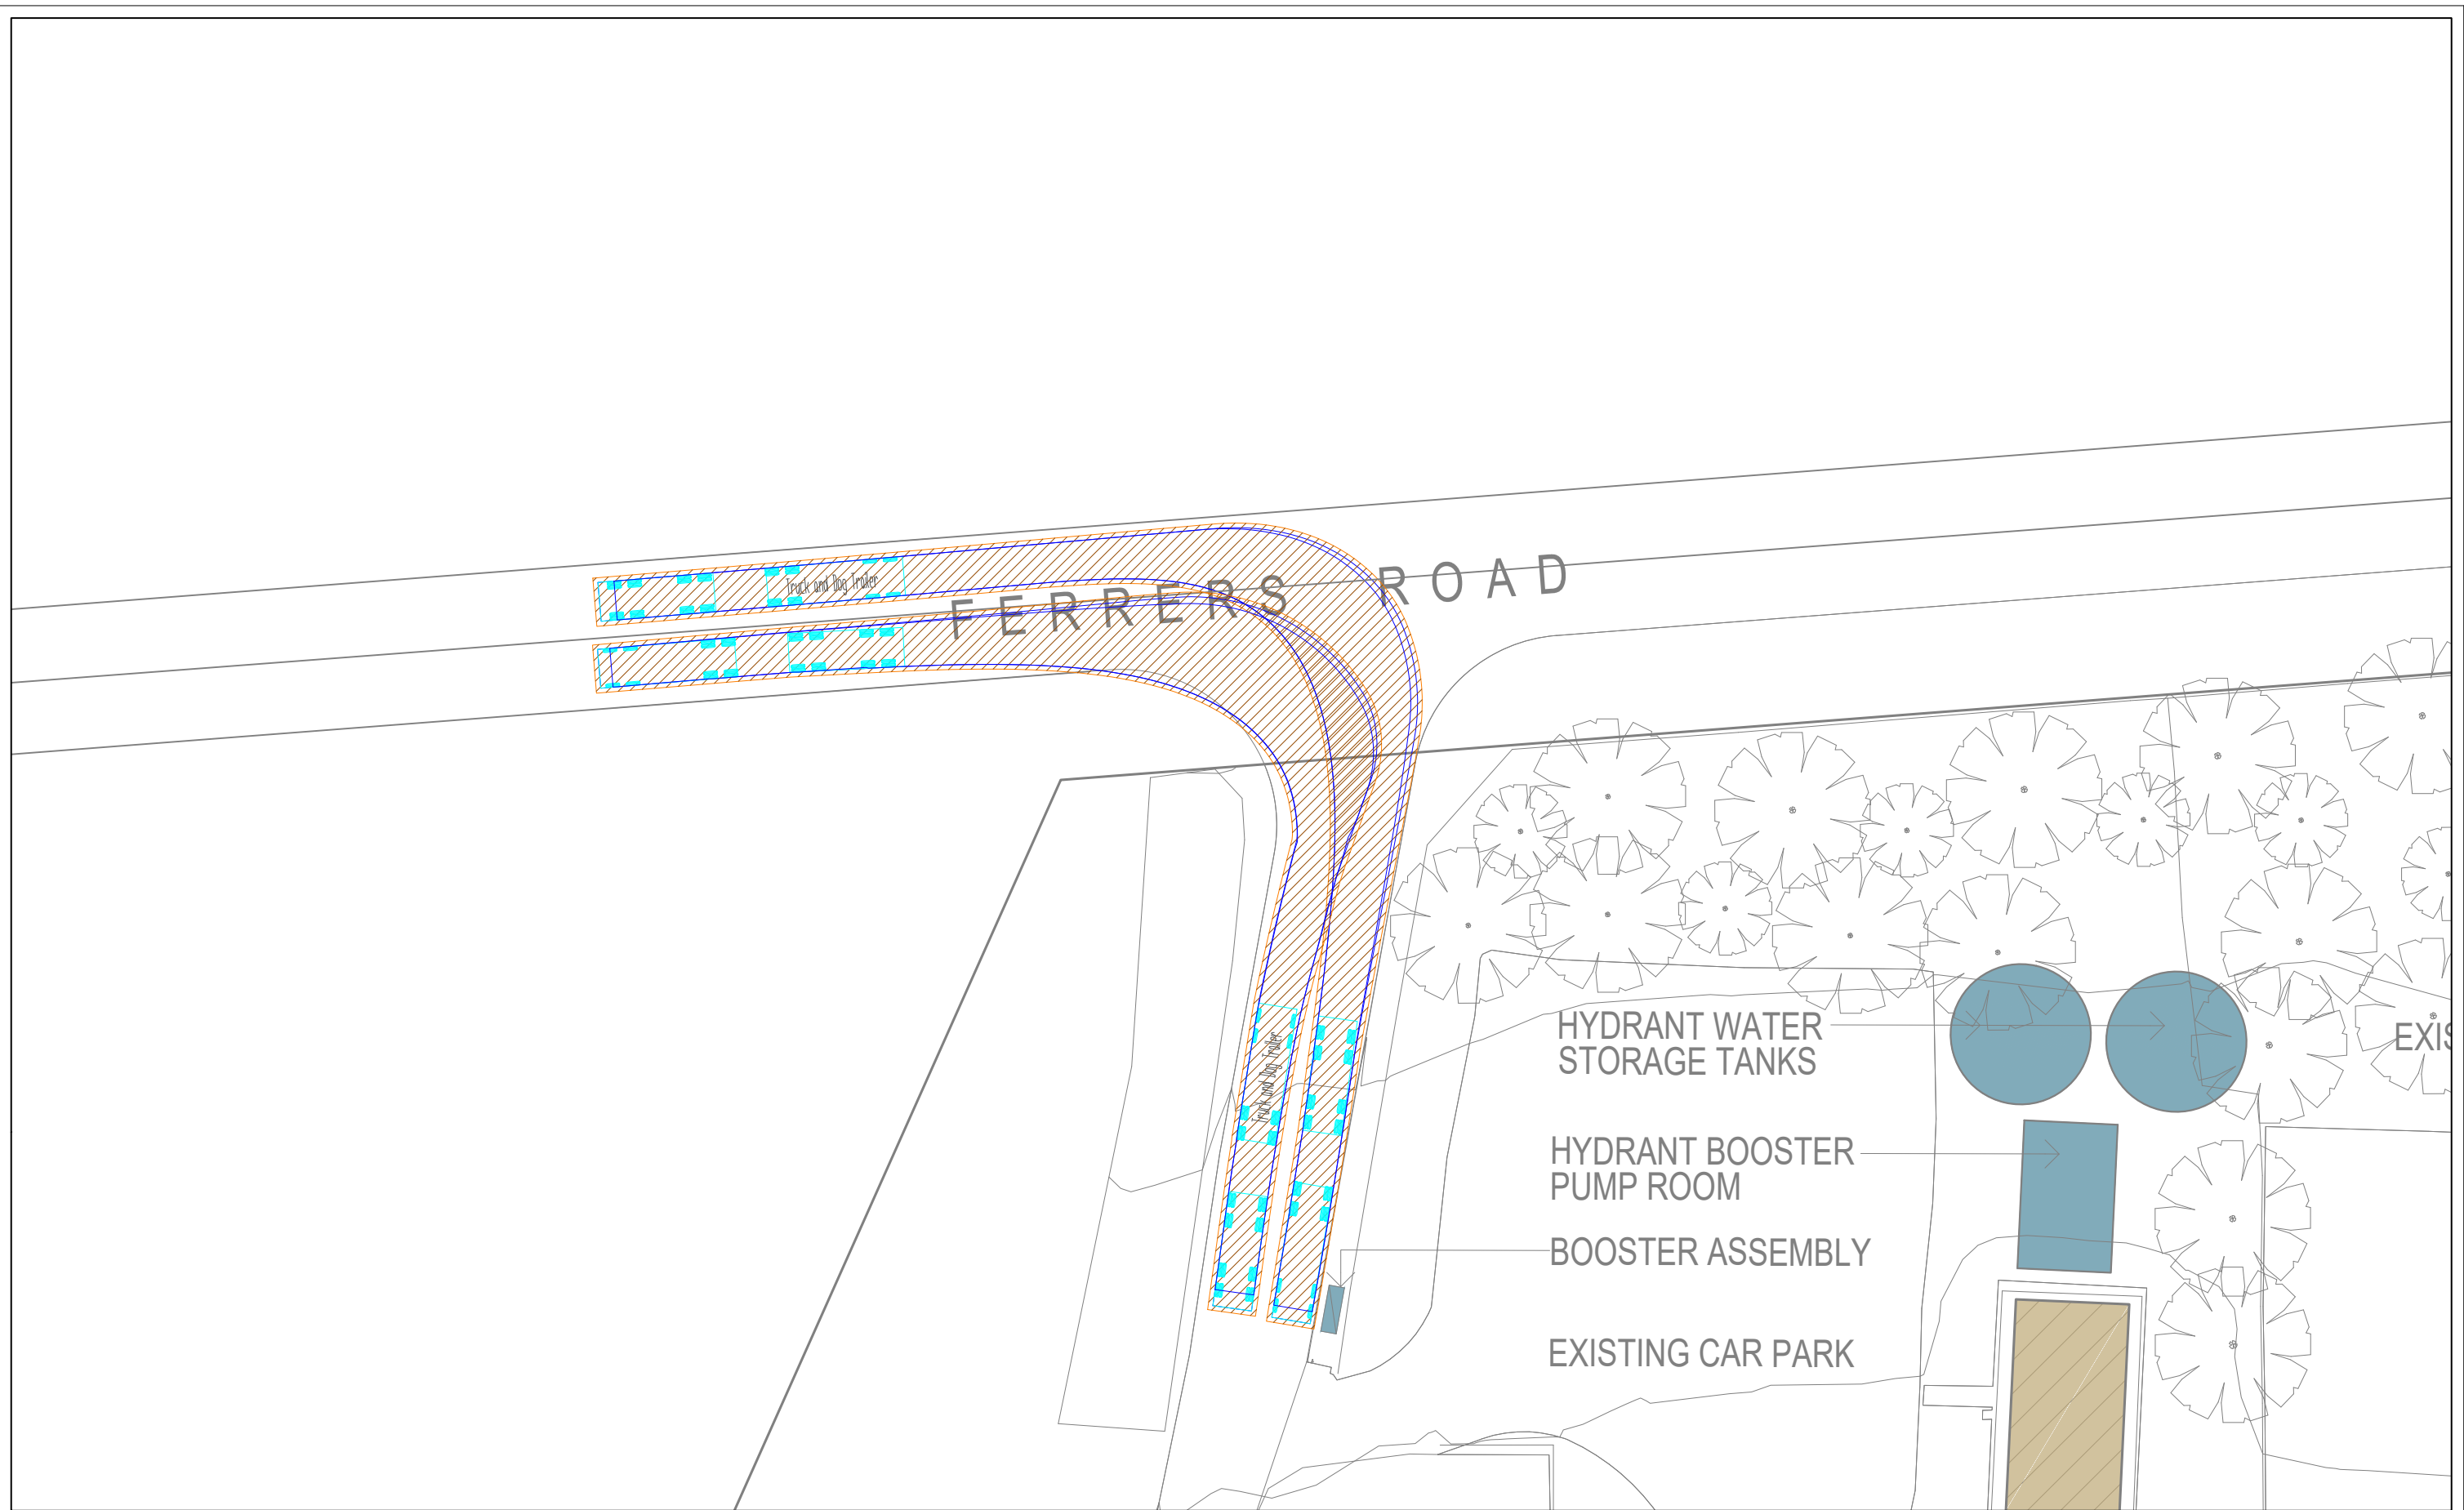 Truck and Dog Trailer
FERRERS ROAD
HYDRANT WATER
STORAGE TANKS
EXIS
Truck and Dog Trailer
HYDRANT BOOSTER
PUMP ROOM
BOOSTER ASSEMBLY
EXISTING CAR PARK